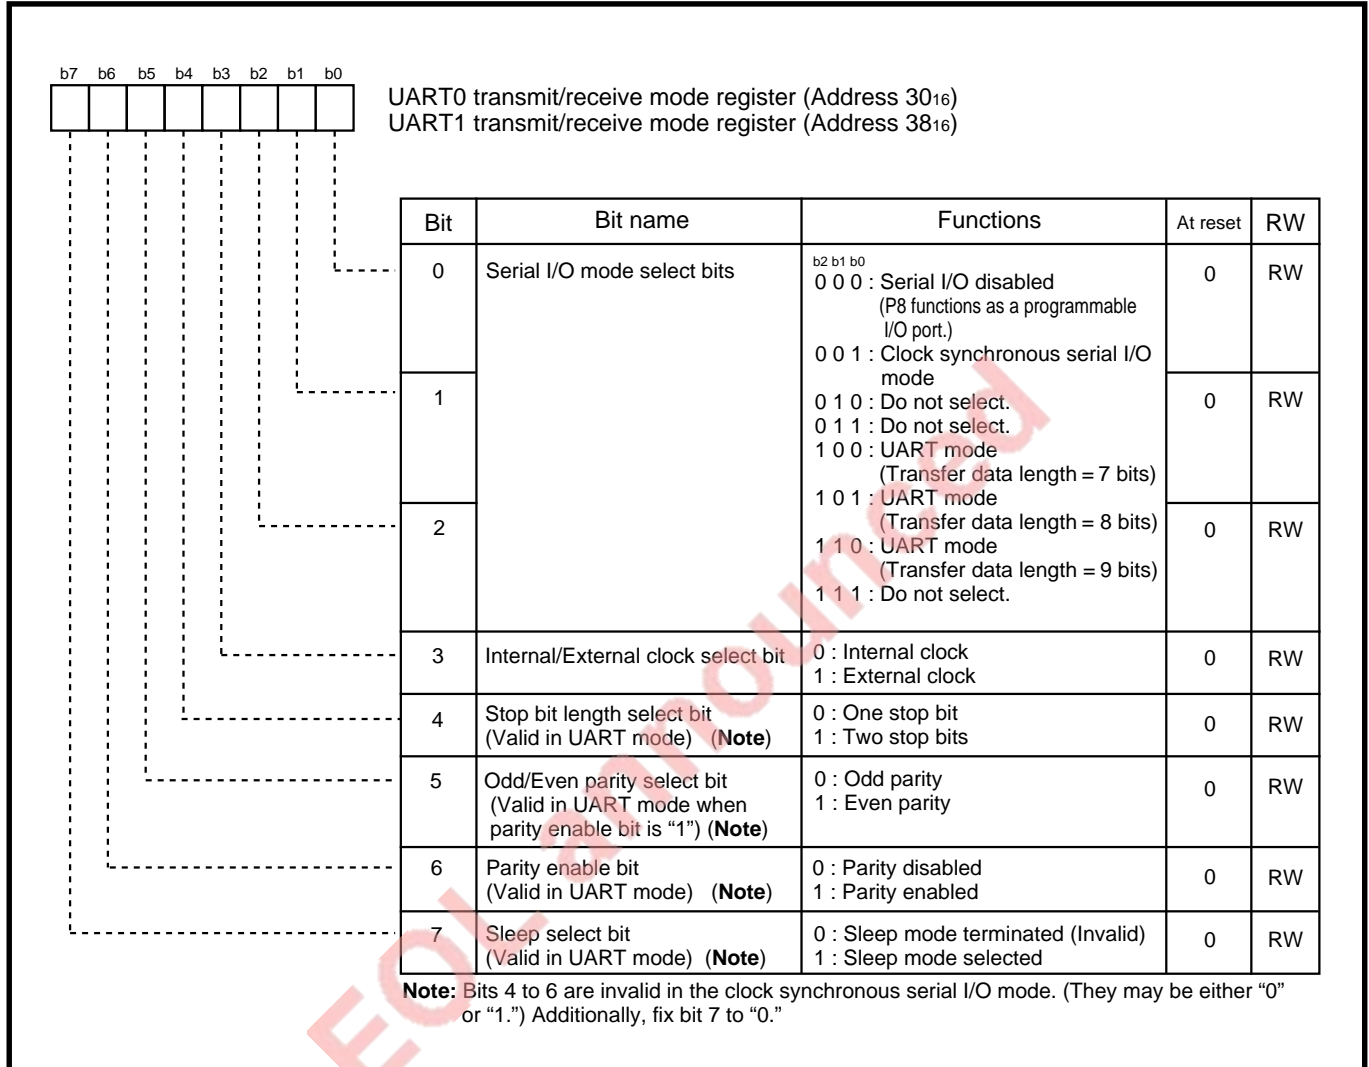 b7 b6 b5 b4 b3 b2 b1 b0
UART0 transmit/receive mode register (Address 3016)
UART1 transmit/receive mode register (Address 3816)
Bit Bit name Functions At reset RW
0 Serial I/O mode select bits 0 RW
b2 b1 b0
0 0 0 : Serial I/O disabled
(P8 functions as a programmable
I/O port.)
0 0 1 : Clock synchronous serial I/O
mode
1 0 RW
0 1 0 : Do not select.
0 1 1 : Do not select.
1 0 0 : UART mode
(Transfer data length = 7 bits)
1 0 1 : UART mode
(Transfer data length = 8 bits)
2 0 RW
1 1 0 : UART mode
(Transfer data length = 9 bits)
1 1 1 : Do not select.
3 Internal/External clock select bit 0 : Internal clock 0 RW
1 : External clock
4 Stop bit length select bit 0 : One stop bit 0 RW
(Valid in UART mode) (Note) 1 : Two stop bits
5 Odd/Even parity select bit 0 : Odd parity 0 RW
(Valid in UART mode when 1 : Even parity
parity enable bit is “1”) (Note)
6 Parity enable bit 0 : Parity disabled 0 RW
(Valid in UART mode) (Note) 1 : Parity enabled
7 Sleep select bit 0 : Sleep mode terminated (Invalid) 0 RW
(Valid in UART mode) (Note) 1 : Sleep mode selected
Note: Bits 4 to 6 are invalid in the clock synchronous serial I/O mode. (They may be either “0”
or “1.”) Additionally, fix bit 7 to “0.”
EOL announced